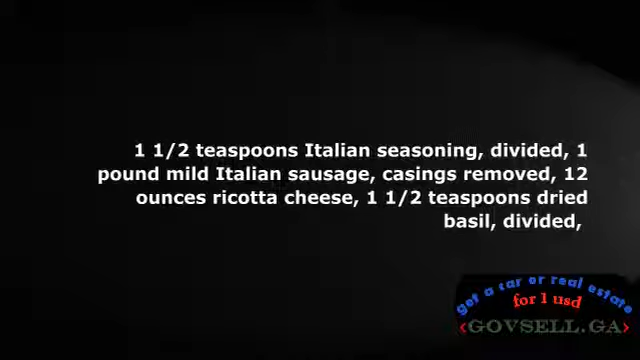 1 1/2 teaspoons Italian seasoning, divided, 1
pound mild Italian sausage, casings removed, 12
ounces ricotta cheese, 1 1/2 teaspoons dried
basil, divided,
get a car or real estate
for 1 usd
<GOVSELL.GA>